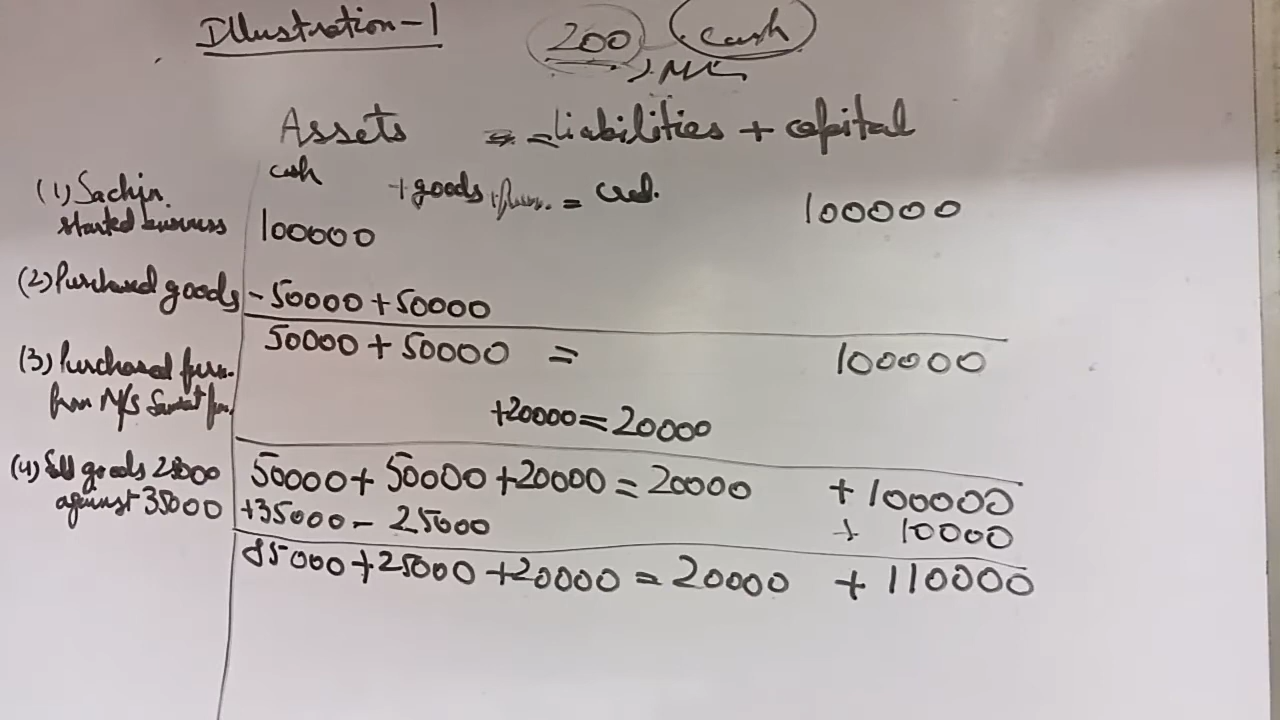 Illustration-1
200 cash
Assets = Liabilities + capital
cash + goods + furn. = cred.
(1) Sachin
started business 100000 100000
(2) Purchased goods - 50000 + 50000
50000 + 50000 = 100000
(3) Purchased furn.
from M/s
+20000 = 20000
(4) Sold goods 25000 50000 + 50000 + 20000 = 20000 + 100000
against 35000 +35000 - 25000 + 10000
85000 + 25000 + 20000 = 20000 + 110000